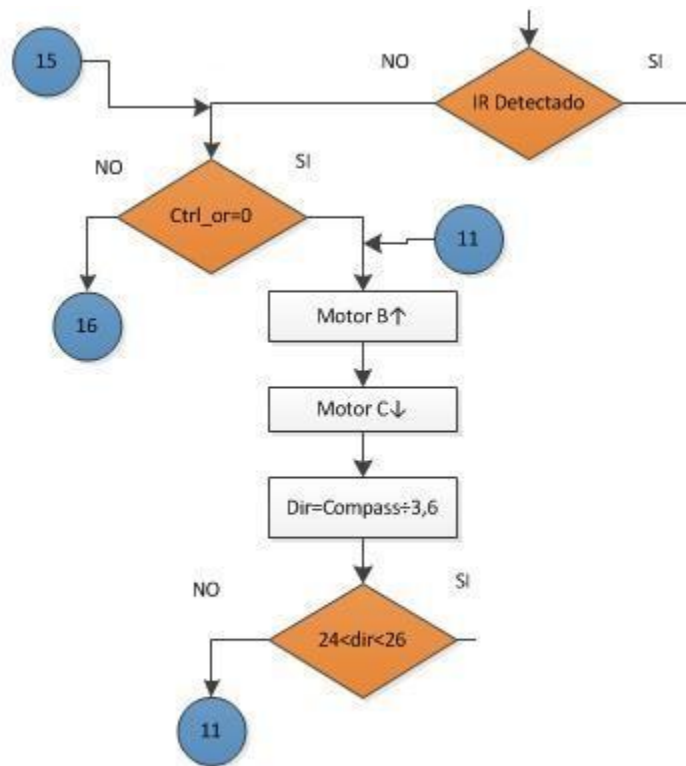 15
NO
SI
IR Detectado
NO
SI
Ctrl_or=0
11
16
Motor B↑
Motor C↓
Dir=Compass÷3,6
NO
SI
24<dir<26
11